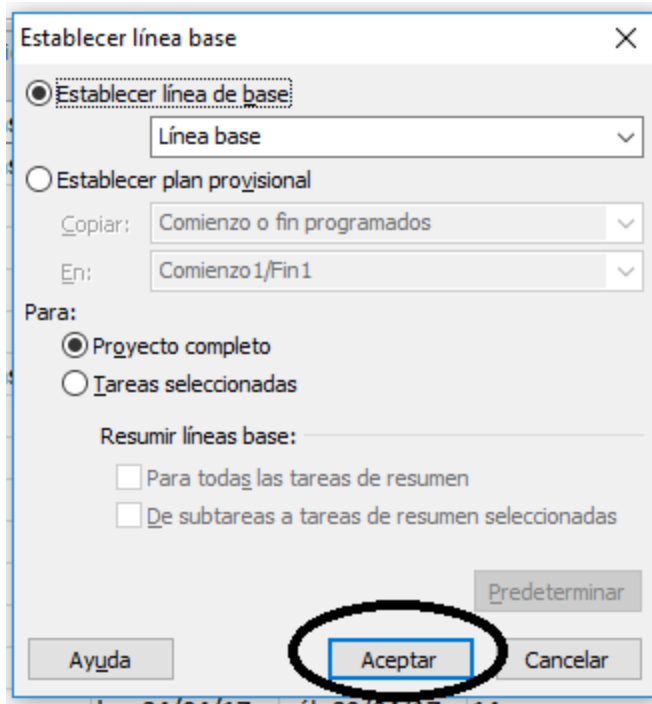 Establecer línea base
Establecer línea de base
Línea base
Establecer plan provisional
Copiar: Comienzo o fin programados
En: Comienzo1/Fin1
Para:
Proyecto completo
Tareas seleccionadas
Resumir líneas base:
Para todas las tareas de resumen
De subtareas a tareas de resumen seleccionadas
Predeterminar
Ayuda Aceptar Cancelar